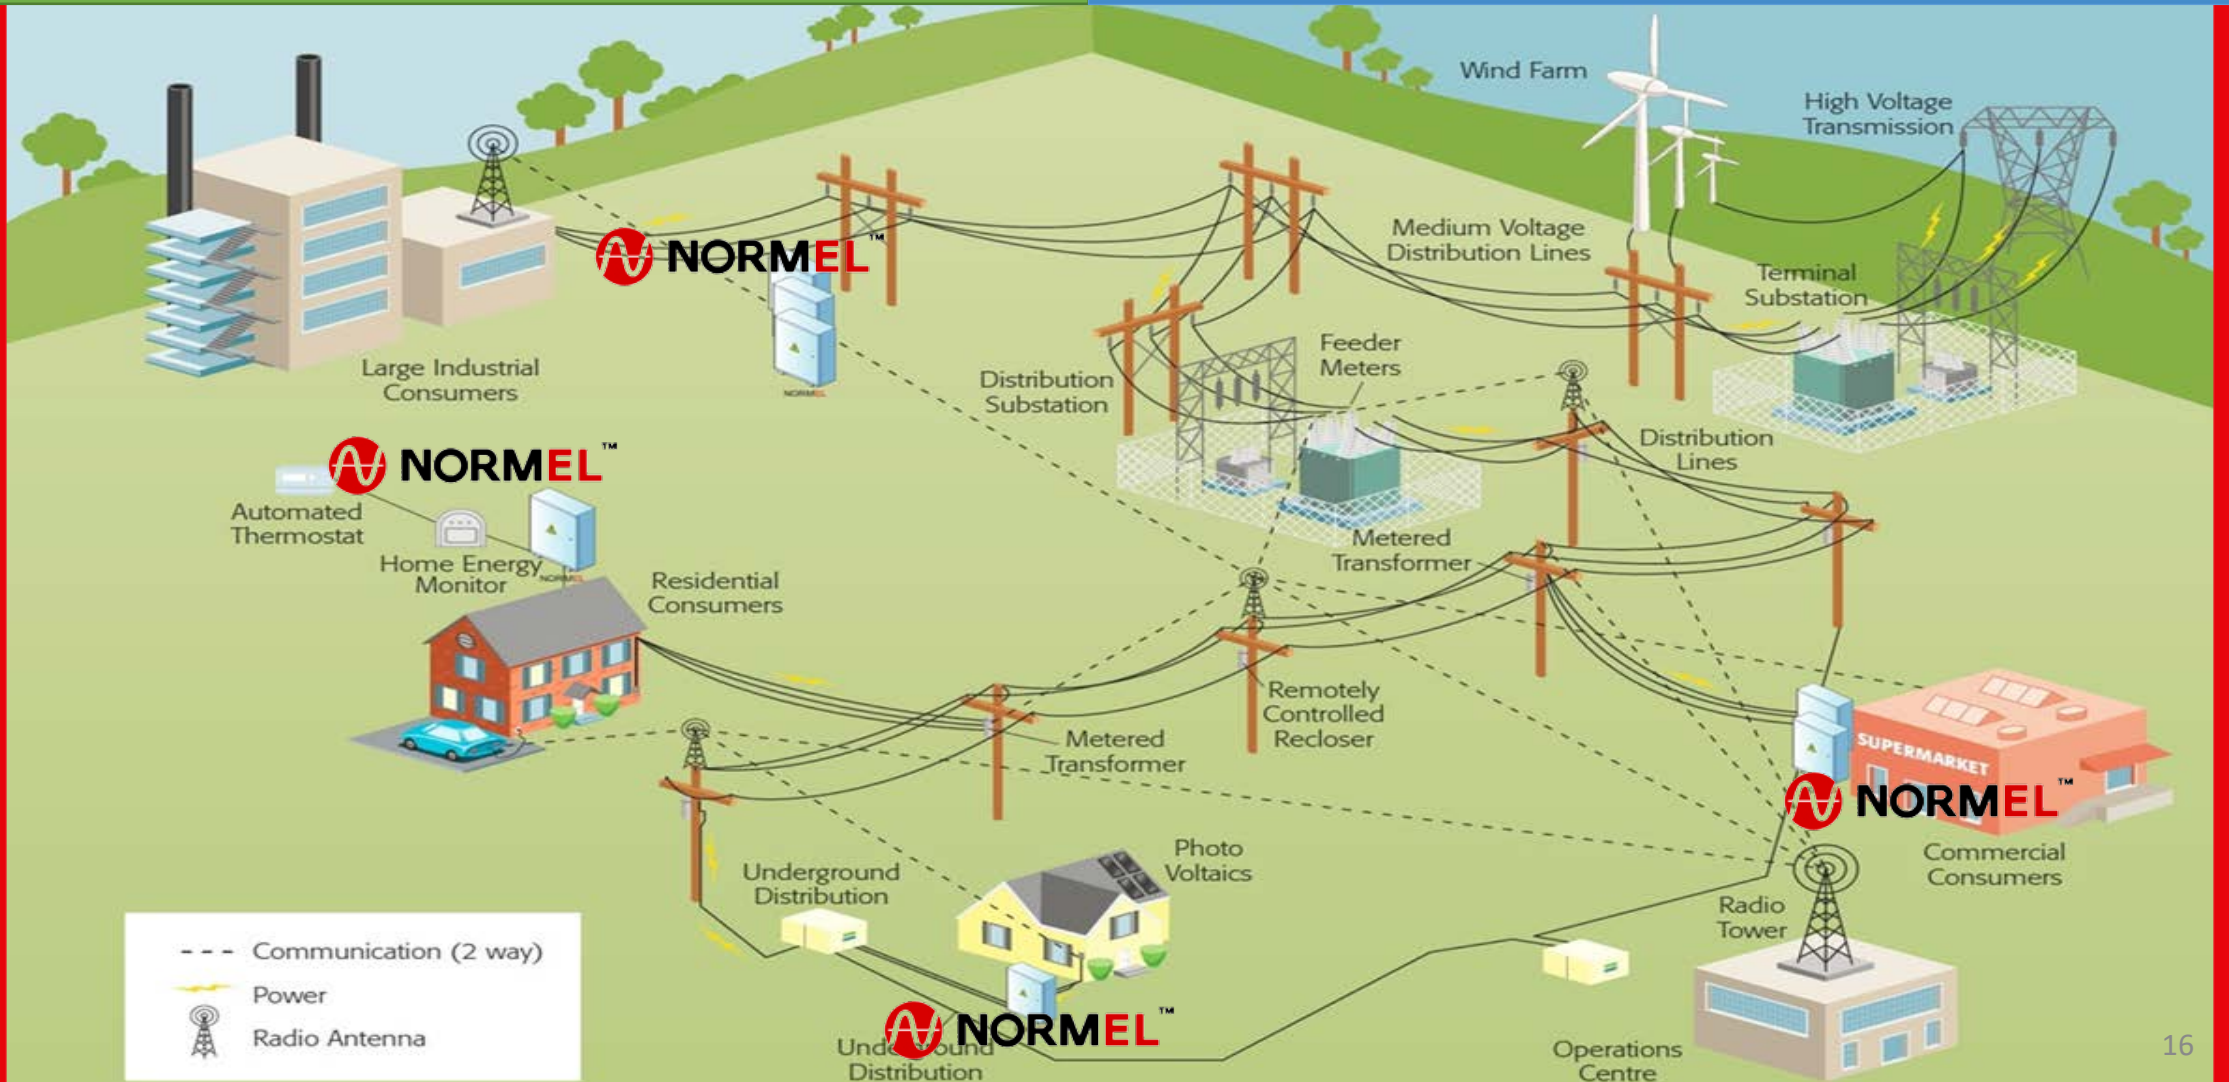 Wind Farm
High Voltage
Transmission
Medium Voltage
Distribution Lines
NORMEL™
Terminal
Substation
Large Industrial
Consumers
NORMEL
Distribution
Substation
Feeder
Meters
Distribution
Lines
NORMEL™
Automated
Thermostat
Home Energy
Monitor
NORMEL
Residential
Consumers
Metered
Transformer
Remotely
Controlled
Recloser
Metered
Transformer
SUPERMARKET
NORMEL™
Commercial
Consumers
Photo
Voltaics
Underground
Distribution
Radio
Tower
Communication (2 way)
Power
Radio Antenna
NORMEL™
Underground
Distribution
Operations
Centre
16